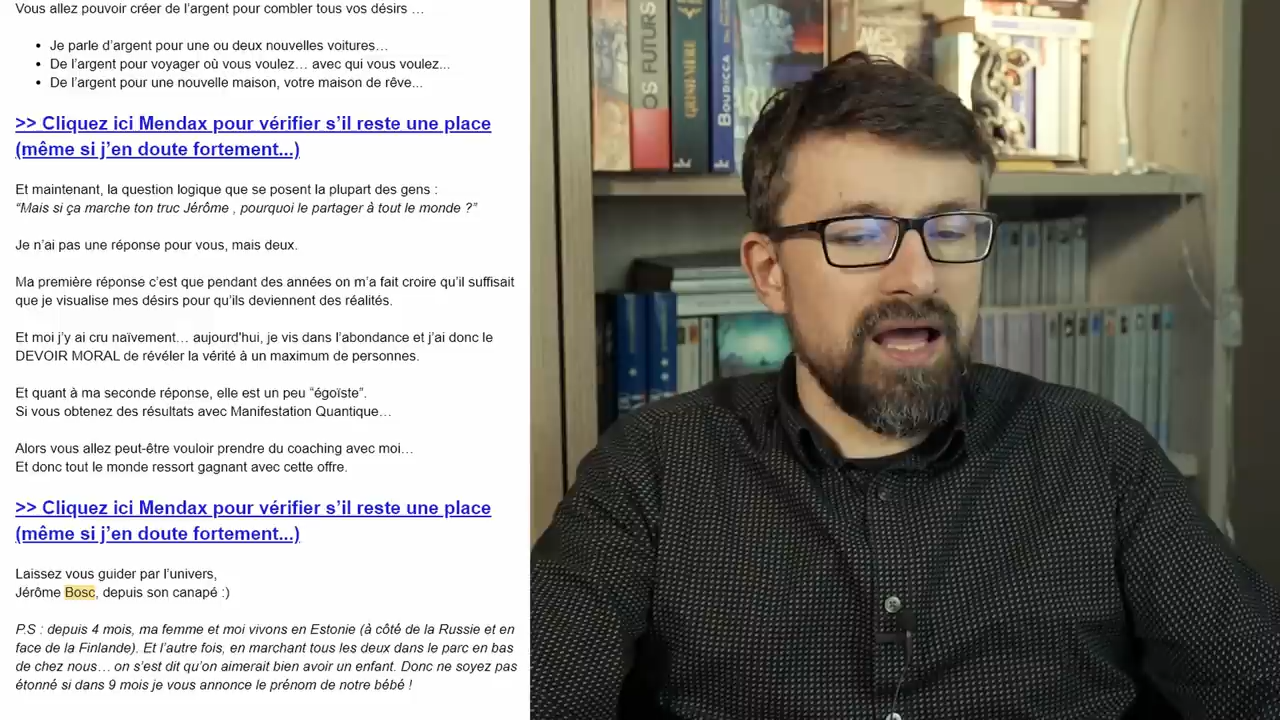 Vous allez pouvoir créer de l’argent pour combler tous vos désirs …
• Je parle d’argent pour une ou deux nouvelles voitures…
• De l’argent pour voyager où vous voulez… avec qui vous voulez...
• De l’argent pour une nouvelle maison, votre maison de rêve...
>> Cliquez ici Mendax pour vérifier s’il reste une place
(même si j’en doute fortement...)
Et maintenant, la question logique que se posent la plupart des gens :
“Mais si ça marche ton truc Jérôme , pourquoi le partager à tout le monde ?”
Je n’ai pas une réponse pour vous, mais deux.
Ma première réponse c’est que pendant des années on m’a fait croire qu’il suffisait
que je visualise mes désirs pour qu’ils deviennent des réalités.
Et moi j’y ai cru naïvement… aujourd'hui, je vis dans l’abondance et j’ai donc le
DEVOIR MORAL de révéler la vérité à un maximum de personnes.
Et quant à ma seconde réponse, elle est un peu “égoïste”.
Si vous obtenez des résultats avec Manifestation Quantique…
Alors vous allez peut-être vouloir prendre du coaching avec moi…
Et donc tout le monde ressort gagnant avec cette offre.
>> Cliquez ici Mendax pour vérifier s’il reste une place
(même si j’en doute fortement...)
Laissez vous guider par l’univers,
Jérôme Bosc, depuis son canapé :)
P.S : depuis 4 mois, ma femme et moi vivons en Estonie (à côté de la Russie et en
face de la Finlande). Et l’autre fois, en marchant tous les deux dans le parc en bas
de chez nous… on s’est dit qu’on aimerait bien avoir un enfant. Donc ne soyez pas
étonné si dans 9 mois je vous annonce le prénom de notre bébé !
OS FUTURS
BOUDICCA